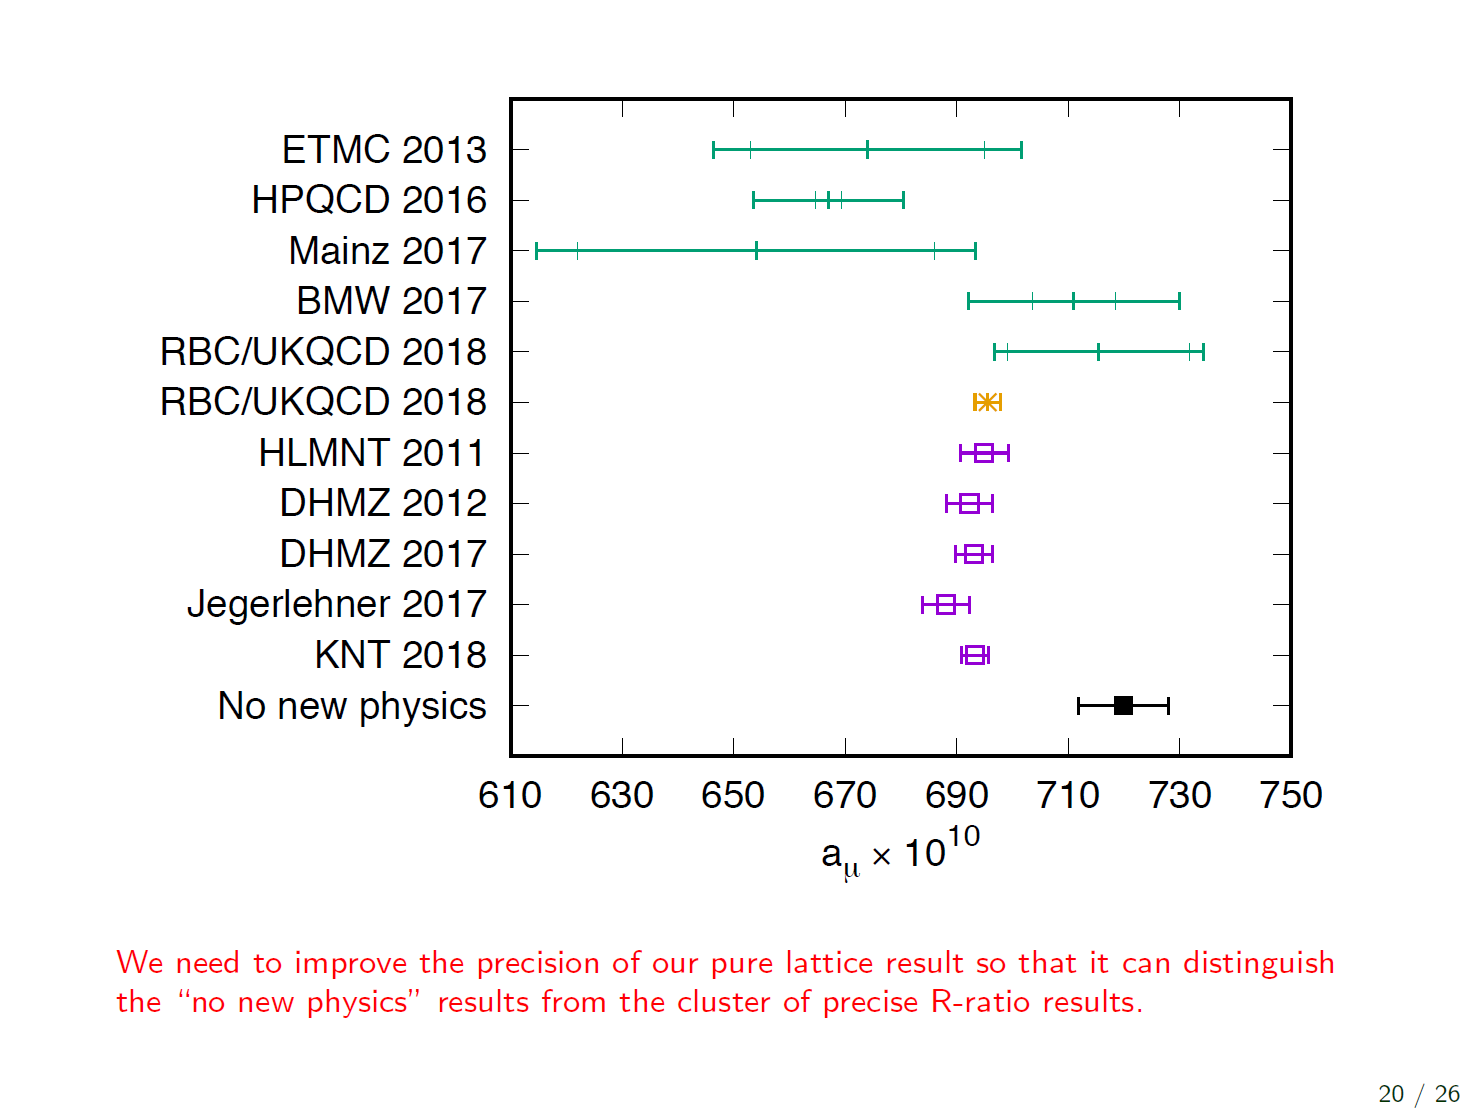 ETMC 2013
HPQCD 2016
Mainz 2017
BMW 2017
RBC/UKQCD 2018
RBC/UKQCD 2018
HLMNT 2011
DHMZ 2012
DHMZ 2017
Jegerlehner 2017
KNT 2018
No new physics
610 630 650 670 690 710 730 750
a_μ × 10^10
We need to improve the precision of our pure lattice result so that it can distinguish
the “no new physics” results from the cluster of precise R-ratio results.
20 / 26